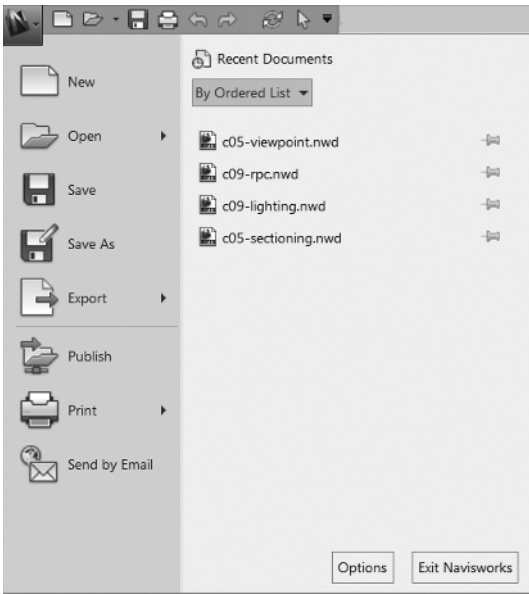 New
Open
Save
Save As
Export
Publish
Print
Send by Email
Recent Documents
By Ordered List
c05-viewpoint.nwd
c09-rpc.nwd
c09-lighting.nwd
c05-sectioning.nwd
Options
Exit Navisworks